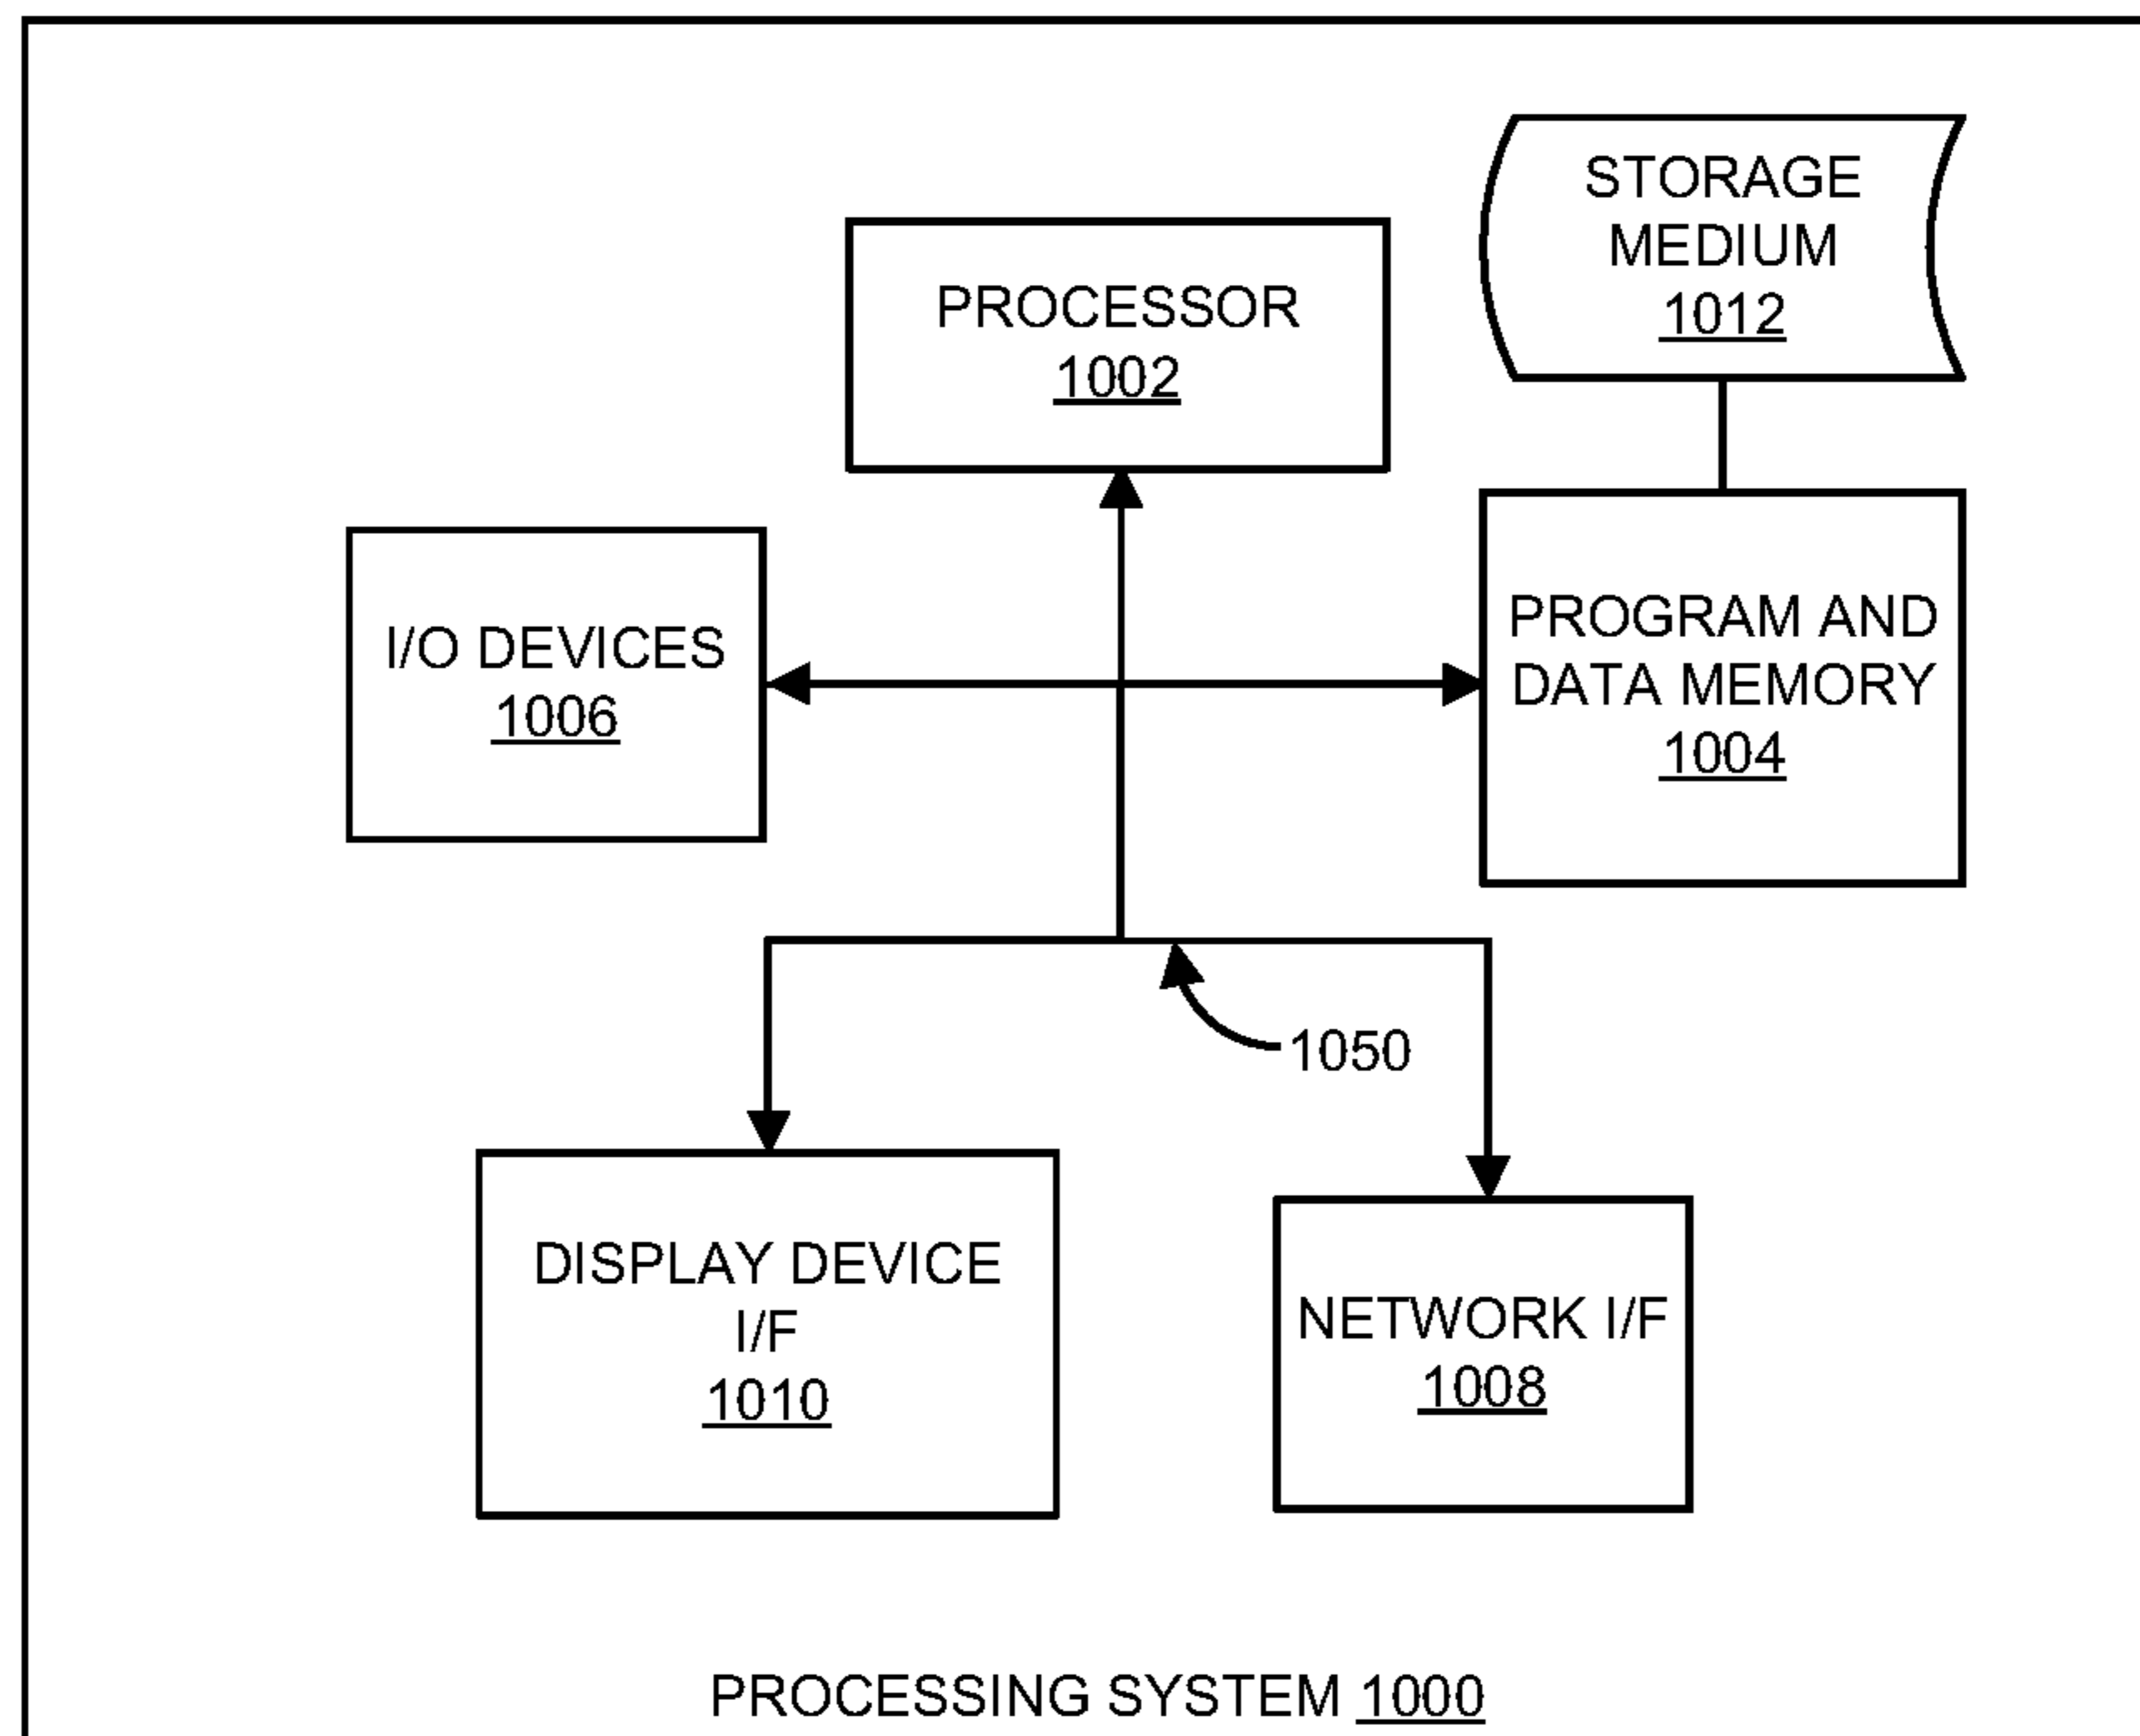 STORAGE
MEDIUM
1012
PROCESSOR
1002
I/O DEVICES
1006
PROGRAM AND
DATA MEMORY
1004
1050
DISPLAY DEVICE
I/F
1010
NETWORK I/F
1008
PROCESSING SYSTEM 1000